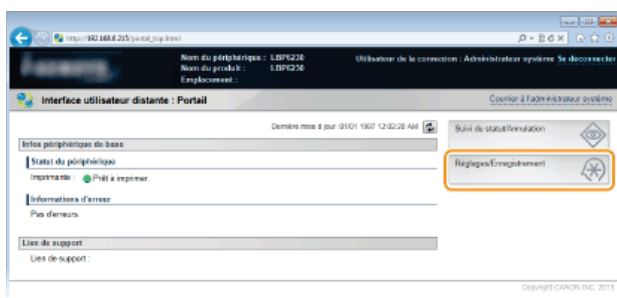 http://192.168.0.215/portal_top.html
Nom du périphérique : LBP6230
Nom du produit : LBP6230
Emplacement :
Utilisateur de la connexion : Administrateur système Se déconnecter
Interface utilisateur distante : Portail
Courrier à l'administrateur système
Dernière mise à jour :01/01 1997 12:02:20 AM
Infos périphérique de base
Statut du périphérique
Imprimante : Prêt à imprimer.
Informations d'erreur
Pas d'erreurs.
Lien de support
Lien de support :
Suivi du statut/Annulation
Réglages/Enregistrement
Copyright CANON INC. 2013